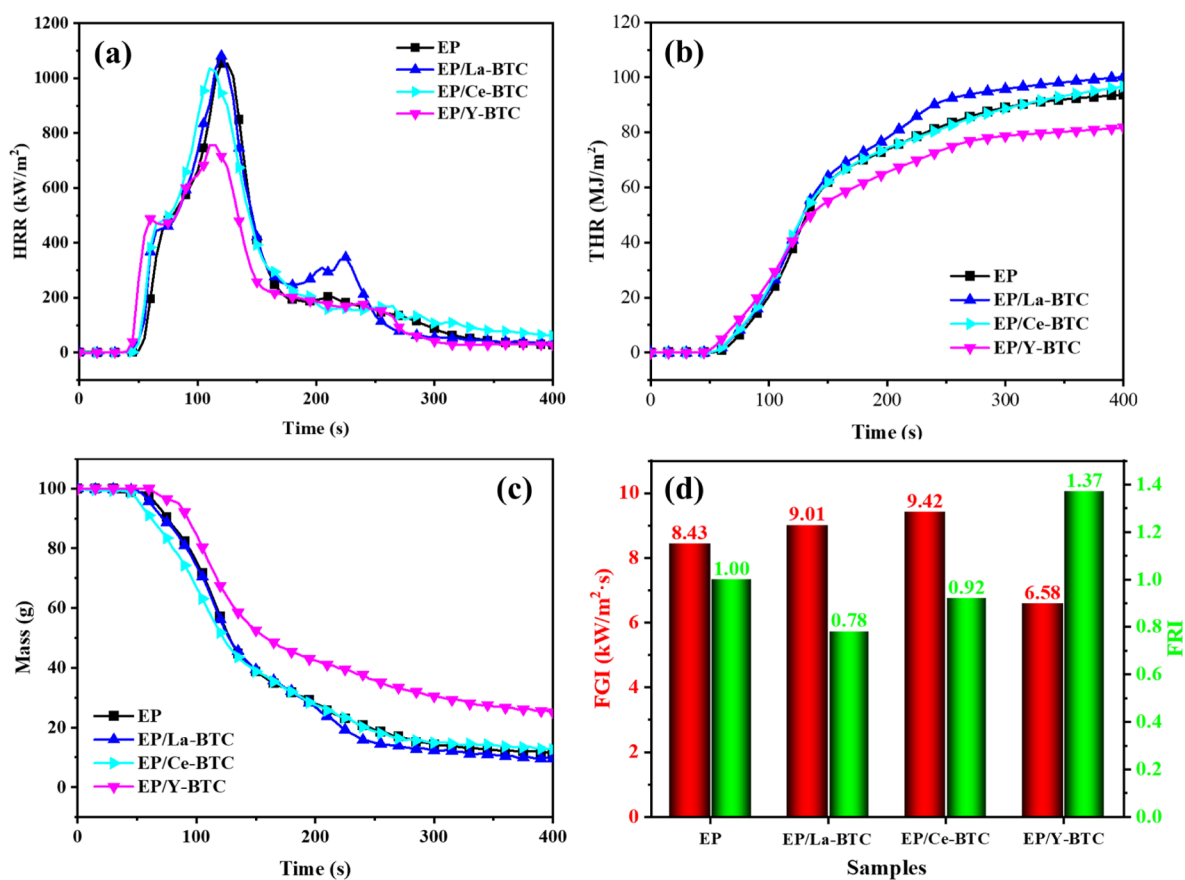 (a)
EP
EP/La-BTC
EP/Ce-BTC
EP/Y-BTC
HRR (kW/m²)
1200
1000
800
600
400
200
0
0 50 100 150 200 250 300 350 400
Time (s)
(b)
EP
EP/La-BTC
EP/Ce-BTC
EP/Y-BTC
THR (MJ/m²)
120
100
80
60
40
20
0
0 100 200 300 400
Time (s)
(c)
EP
EP/La-BTC
EP/Ce-BTC
EP/Y-BTC
Mass (g)
100
80
60
40
20
0
0 100 200 300 400
Time (s)
(d)
FGI (kW/m²·s)
10
8
6
4
2
0
8.43 1.00 9.01 0.78 9.42 0.92 6.58 1.37
1.4
1.2
1.0
0.8
0.6
0.4
0.2
0.0
FRI
EP EP/La-BTC EP/Ce-BTC EP/Y-BTC
Samples